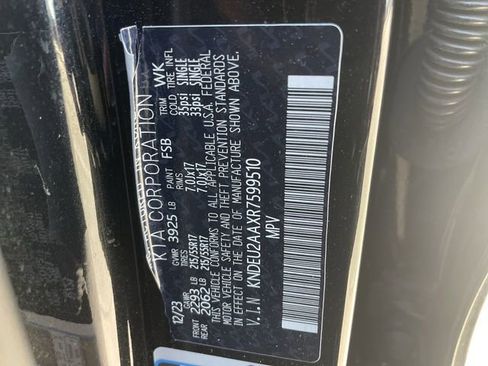 KIA CORPORATION
12/23 GVWR 3925 LB PAINT FSB TRIM WK
TIRES RIMS COLD TIRE INFL
FRONT 2293 LB 215/55R17 7.0JX17 35psi SINGLE
REAR 2062 LB 215/55R17 7.0JX17 33psi SINGLE
THIS VEHICLE CONFORMS TO ALL APPLICABLE U.S.A. FEDERAL
MOTOR VEHICLE SAFETY AND THEFT PREVENTION STANDARDS
IN EFFECT ON THE DATE OF MANUFACTURE SHOWN ABOVE.
V.I.N KNDEU2AAXR7599510
MPV